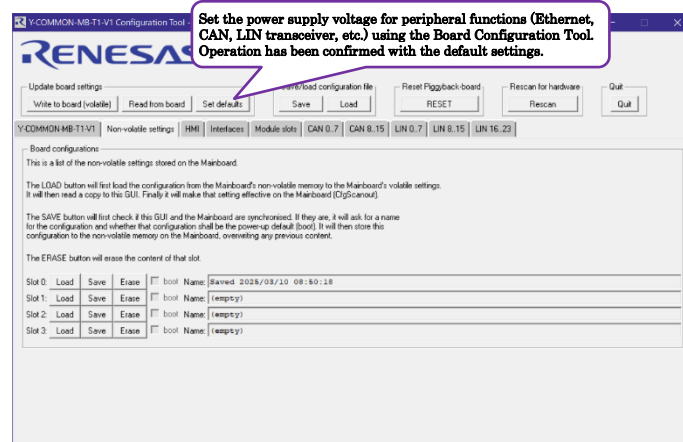 Y-COMMON-MB-T1-V1 Configuration Tool -
Set the power supply voltage for peripheral functions (Ethernet,
CAN, LIN transceiver, etc.) using the Board Configuration Tool.
Operation has been confirmed with the default settings.
RENESAS
Update board settings
Write to board (volatile) Read from board Set defaults
Save/load configuration file
Save Load
Reset Piggyback-board
RESET
Rescan for hardware
Rescan
Quit
Quit
Y-COMMON-MB-T1-V1 Non-volatile settings HMI Interfaces Module slots CAN 0..7 CAN 8..15 LIN 0..7 LIN 8..15 LIN 16..23
Board configurations
This is a list of the non-volatile settings stored on the Mainboard.
The LOAD button will first load the configuration from the Mainboard's non-volatile memory to the Mainboard's volatile settings.
It will then read a copy to this GUI. Finally it will make that setting effective on the Mainboard (CfgScanout).
The SAVE button will first check if this GUI and the Mainboard are synchronised. If they are, it will ask for a name
for the configuration and whether that configuration shall be the power-up default (boot). It will then store this
configuration to the non-volatile memory on the Mainboard, overwriting any previous content.
The ERASE button will erase the content of that slot.
Slot 0: Load Save Erase boot Name: Saved 2025/03/10 08:50:18
Slot 1: Load Save Erase boot Name: (empty)
Slot 2: Load Save Erase boot Name: (empty)
Slot 3: Load Save Erase boot Name: (empty)